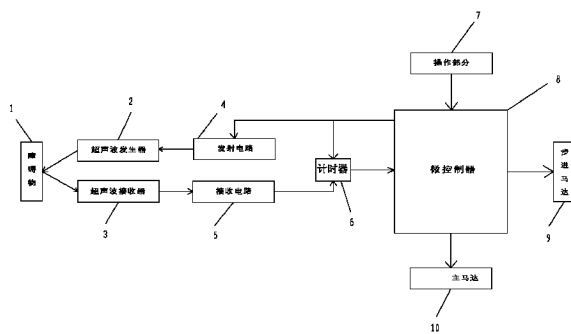 7
操作部分
8
1
2
4
障碍物
超声波发生器
发射电路
计时器
微控制器
步进马达
超声波接收器
接收电路
3
5
6
9
主马达
10